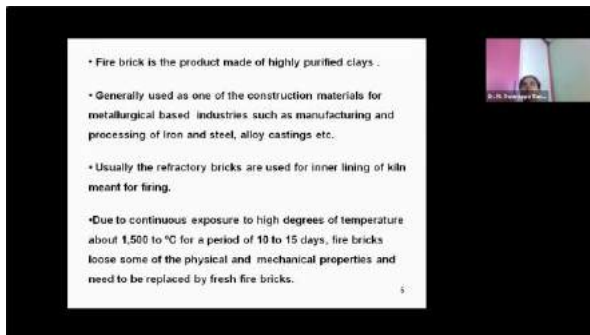 • Fire brick is the product made of highly purified clays .
• Generally used as one of the construction materials for
metallurgical based industries such as manufacturing and
processing of iron and steel, alloy castings etc.
• Usually the refractory bricks are used for inner lining of kiln
meant for firing.
•Due to continuous exposure to high degrees of temperature
about 1,500 to ºC for a period of 10 to 15 days, fire bricks
loose some of the physical and mechanical properties and
need to be replaced by fresh fire bricks.